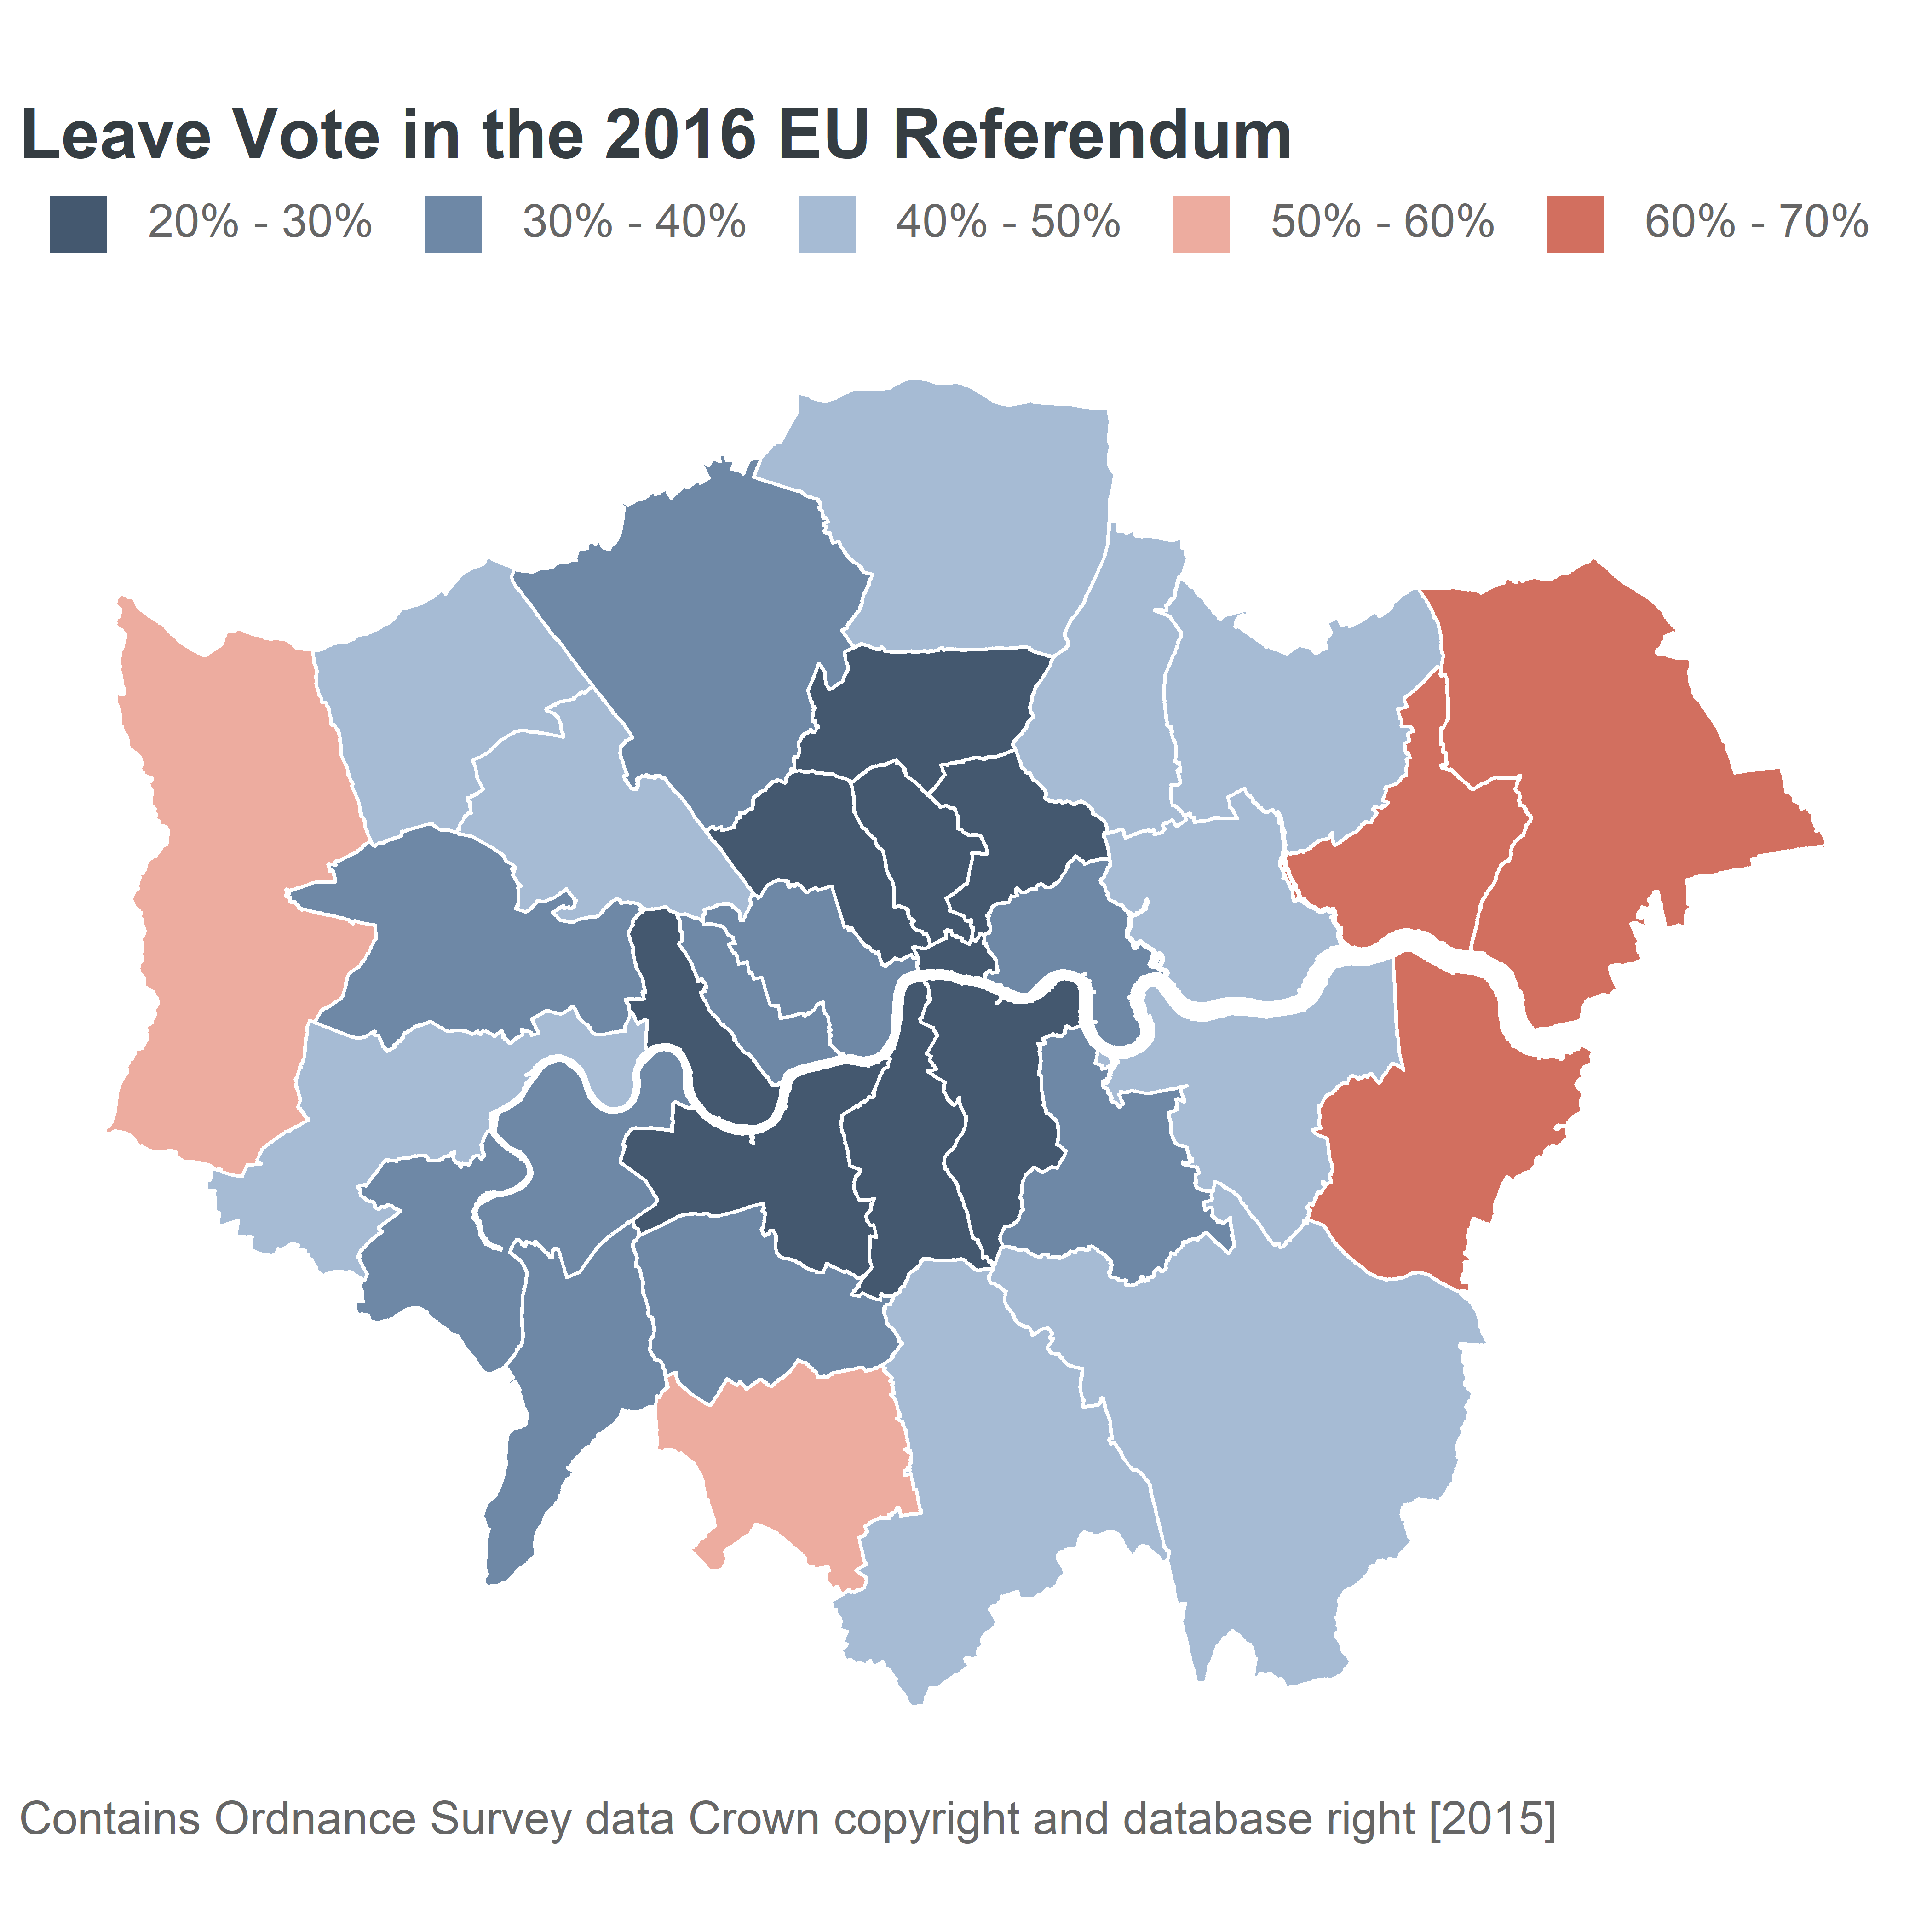 Leave Vote in the 2016 EU Referendum
20% - 30% 30% - 40% 40% - 50% 50% - 60% 60% - 70%
Contains Ordnance Survey data Crown copyright and database right [2015]